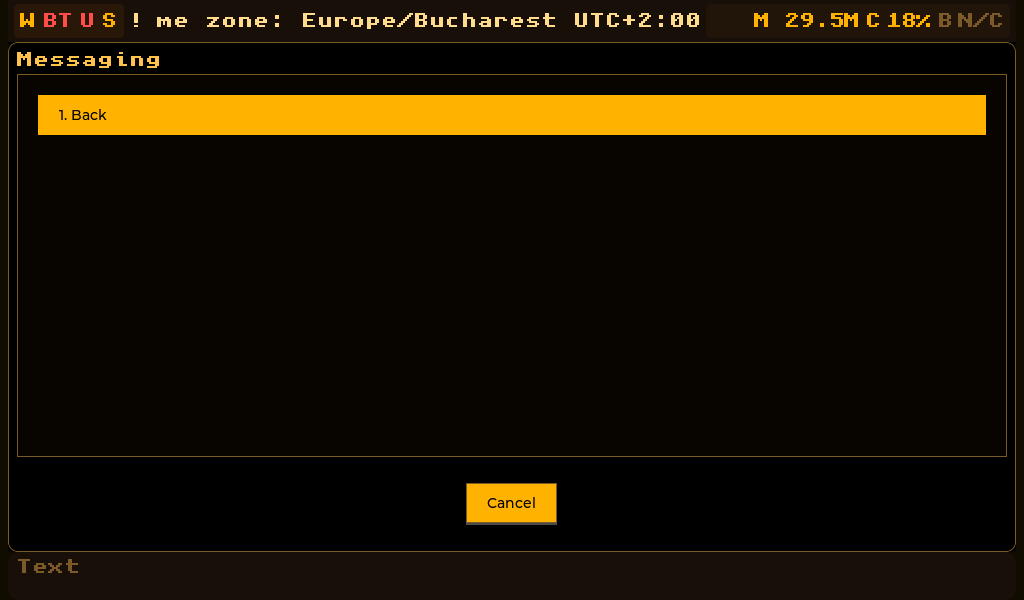 W BT U S ! me zone: Europe/Bucharest UTC+2:00 M 29.5M C 18% B N/C
Messaging
1. Back
Cancel
Text